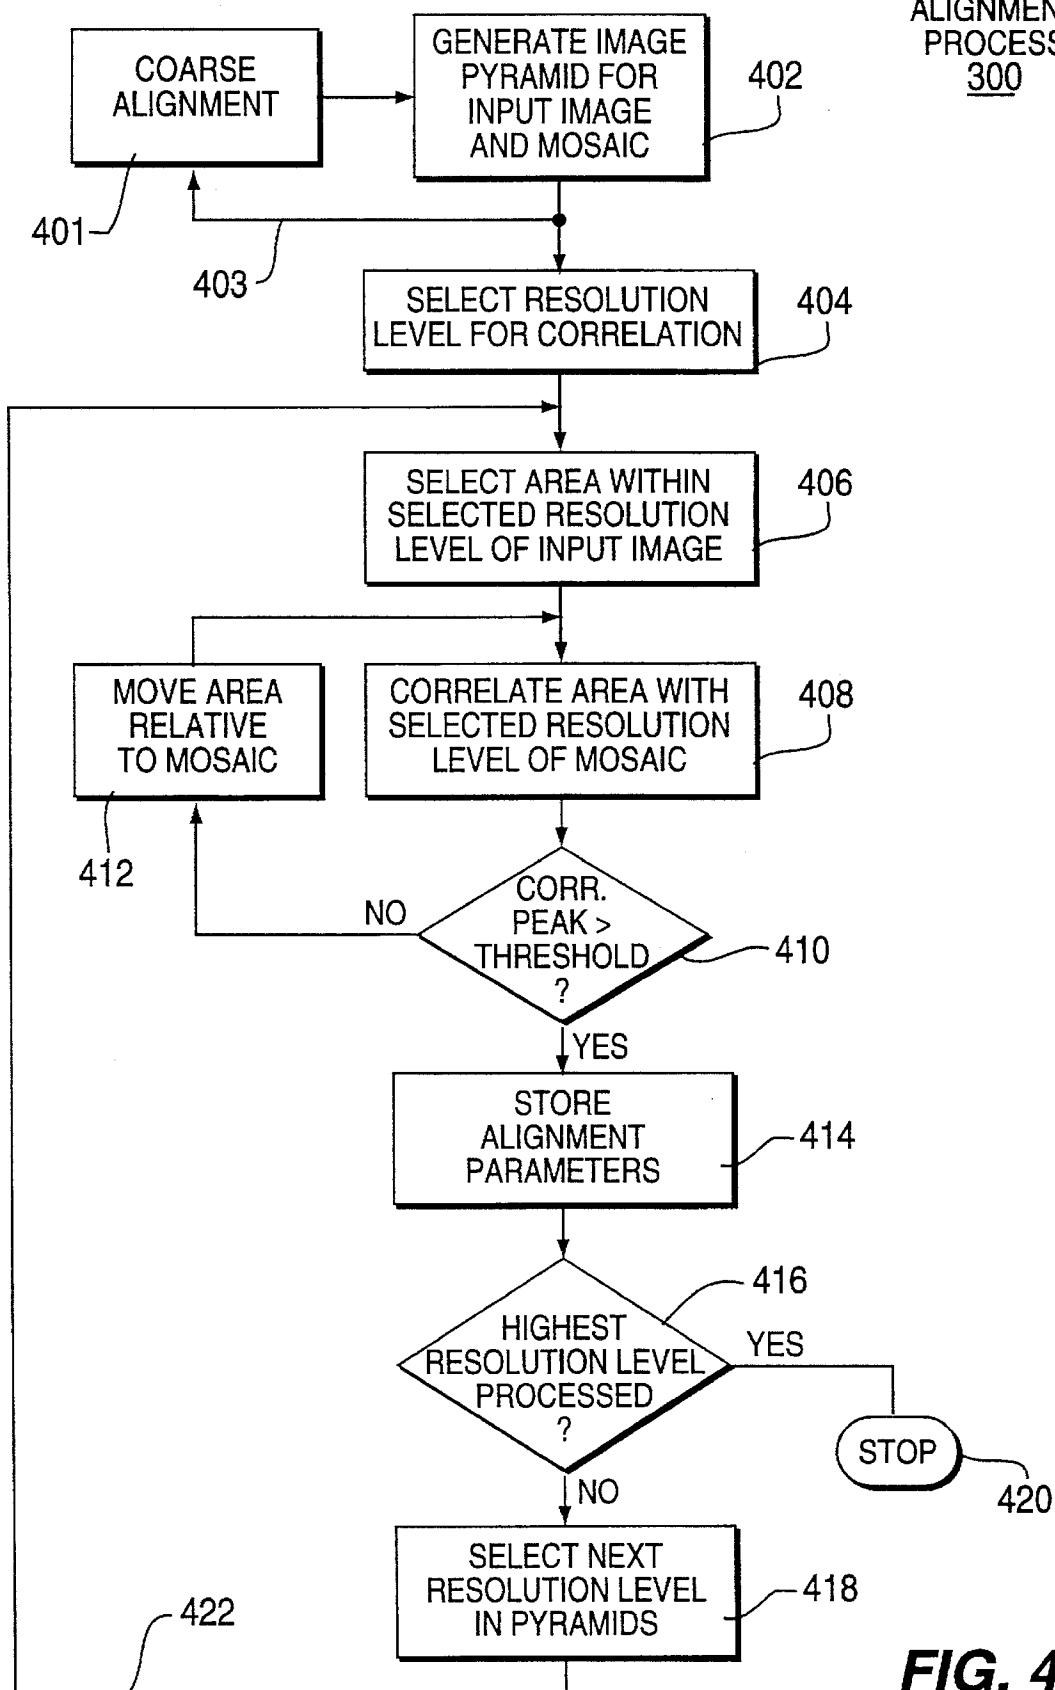 ALIGNMEN
PROCESS
300
COARSE
ALIGNMENT
401
GENERATE IMAGE
PYRAMID FOR
INPUT IMAGE
AND MOSAIC
402
403
SELECT RESOLUTION
LEVEL FOR CORRELATION
404
SELECT AREA WITHIN
SELECTED RESOLUTION
LEVEL OF INPUT IMAGE
406
MOVE AREA
RELATIVE
TO MOSAIC
412
CORRELATE AREA WITH
SELECTED RESOLUTION
LEVEL OF MOSAIC
408
CORR.
PEAK >
THRESHOLD
?
410
NO
YES
STORE
ALIGNMENT
PARAMETERS
414
HIGHEST
RESOLUTION LEVEL
PROCESSED
?
416
YES
STOP
420
NO
SELECT NEXT
RESOLUTION LEVEL
IN PYRAMIDS
418
422
FIG. 4